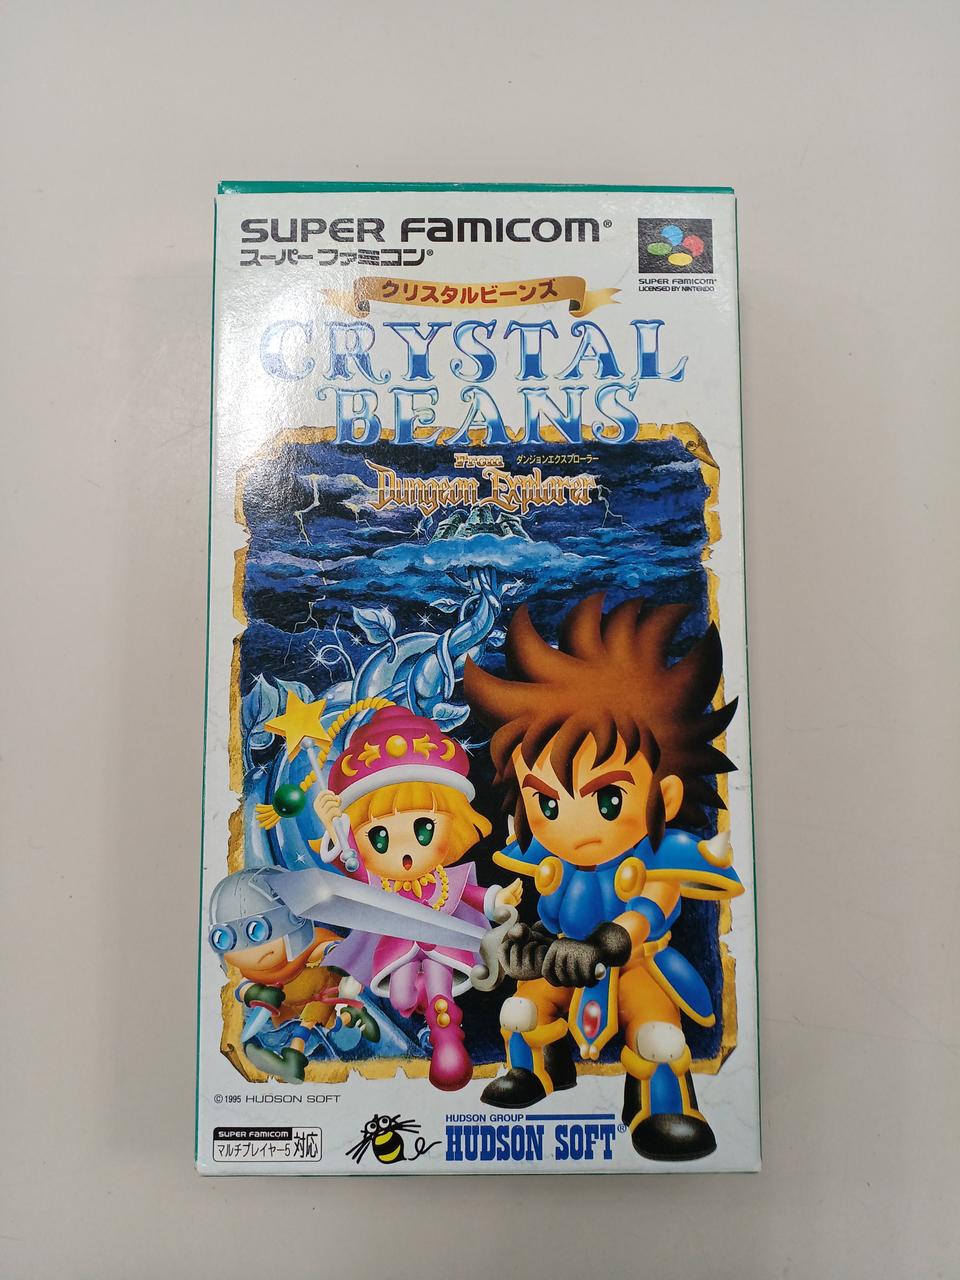 SUPER FAMICOM®
スーパーファミコン®
SUPER FAMICOM®
LICENSED BY NINTENDO
クリスタルビーンズ
CRYSTAL
BEANS
From ダンジョンエクスプローラー
Dungeon Explorer
© 1995 HUDSON SOFT
SUPER FAMICOM
マルチプレイヤー5 対応
HUDSON GROUP
HUDSON SOFT®